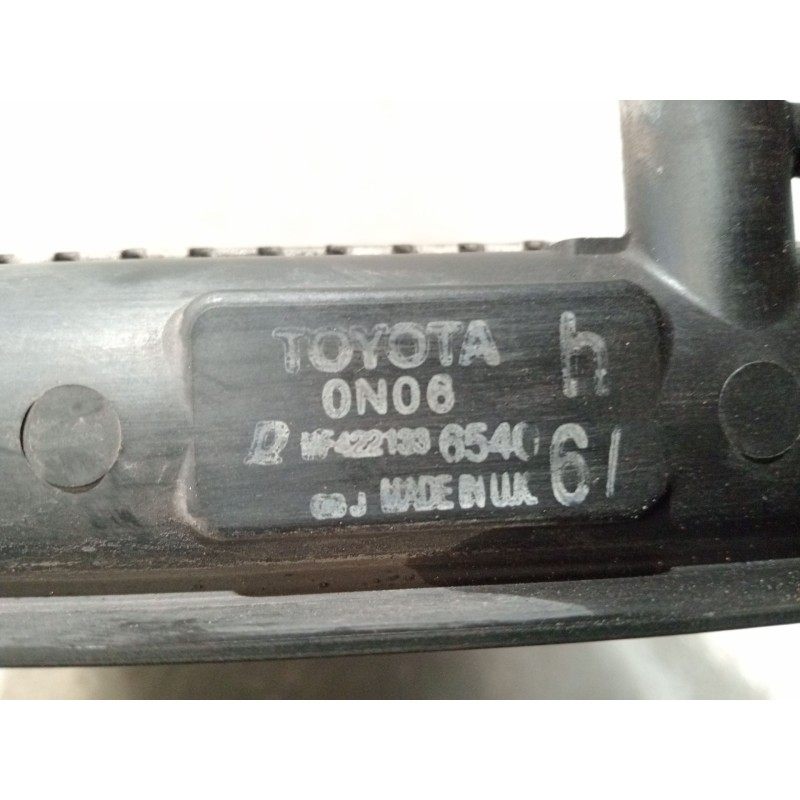 TOYOTA h
0N06
MF422133 6540 6/
J MADE IN U.K.